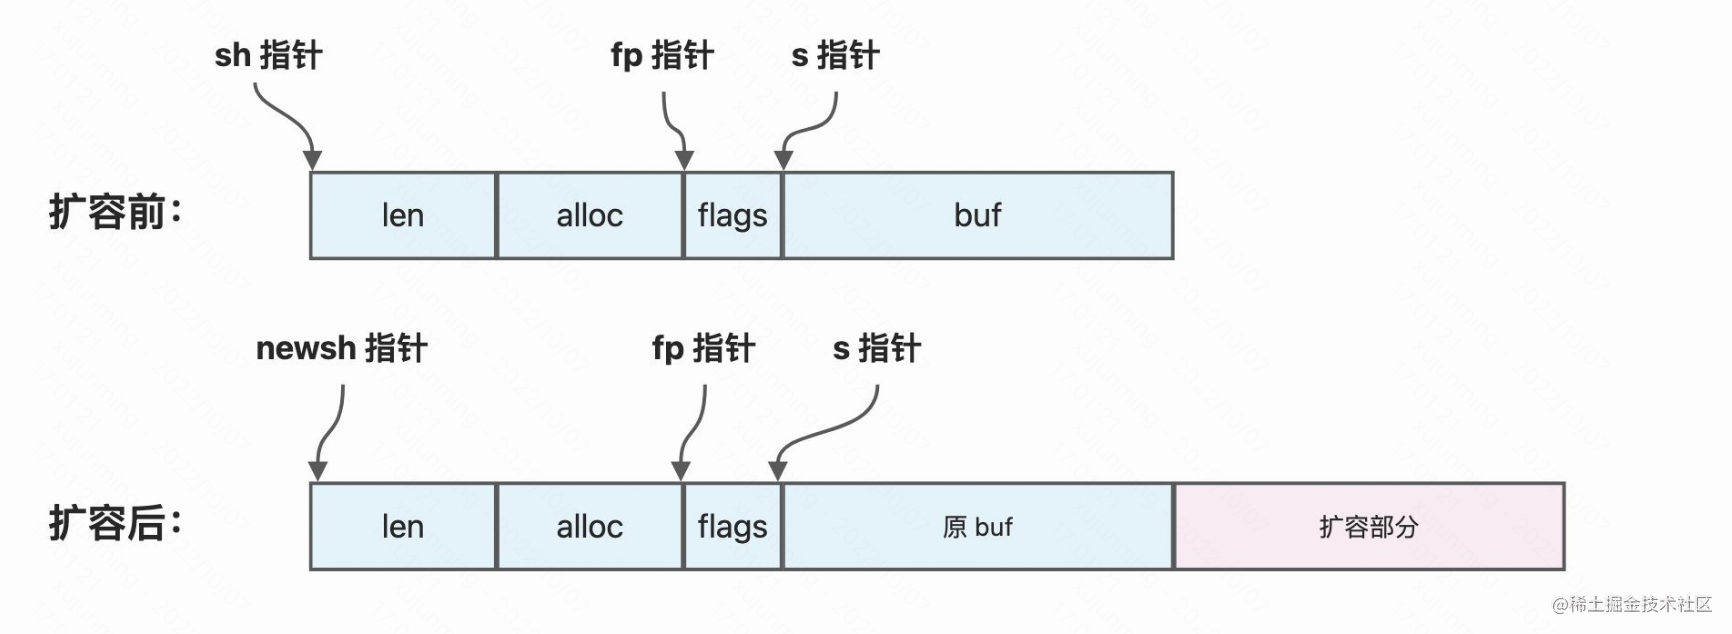 sh 指针 fp 指针 s 指针
扩容前：
len alloc flags buf
newsh 指针 fp 指针 s 指针
扩容后：
len alloc flags 原 buf 扩容部分
@稀土掘金技术社区